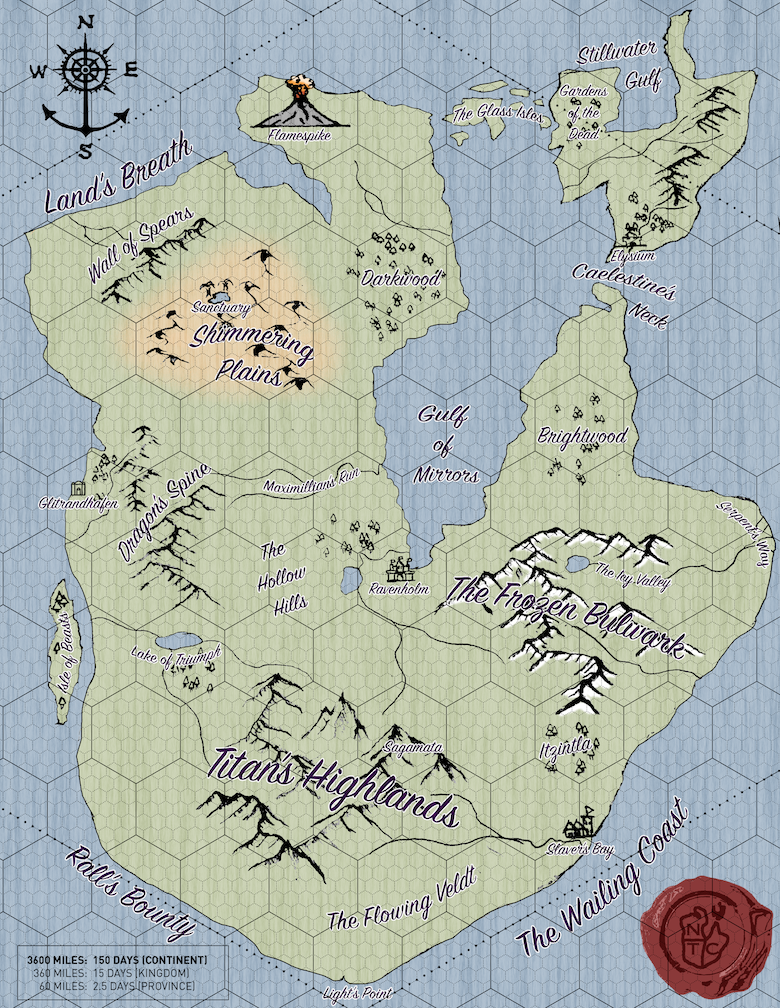 N
W E
S
Stillwater
Gulf
Gardens
of the
Dead
The Glass Isles
Flamespike
Land's Breath
Wall of Spears
Darkwood
Elysium
Caelestine's
Neck
Sanctuary
Shimmering
Plains
Gulf
of
Mirrors
Brightwood
Maximillian's Run
Glitrandhafen
Dragon's Spine
Serpent's Way
The
Hollow
Hills
Ravenholm
The Icy Valley
The Frozen Bulwark
Isle of Beasts
Lake of Triumph
Sagamata
Itzintla
Titan's Highlands
Slaver's Bay
Rall's Bounty
The Flowing Veldt
The Wailing Coast
3600 MILES: 150 DAYS (CONTINENT)
360 MILES: 15 DAYS (KINGDOM)
60 MILES: 2.5 DAYS (PROVINCE)
Light's Point